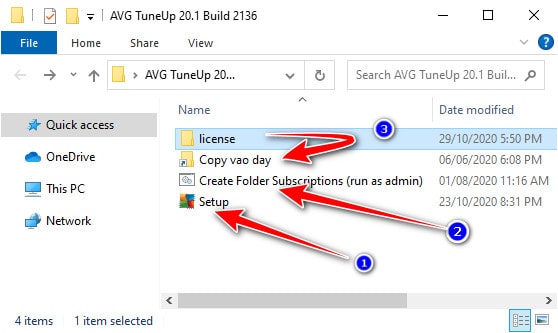 AVG TuneUp 20.1 Build 2136
File Home Share View
AVG TuneUp 20... Search AVG TuneUp 20.1 Buil...
Name Date modified
Quick access
OneDrive
This PC
Network
license 29/10/2020 5:50 PM
Copy vao day 06/06/2020 6:08 PM
Create Folder Subscriptions (run as admin) 01/08/2020 11:16 AM
Setup 23/10/2020 8:31 PM
3
2
1
4 items 1 item selected